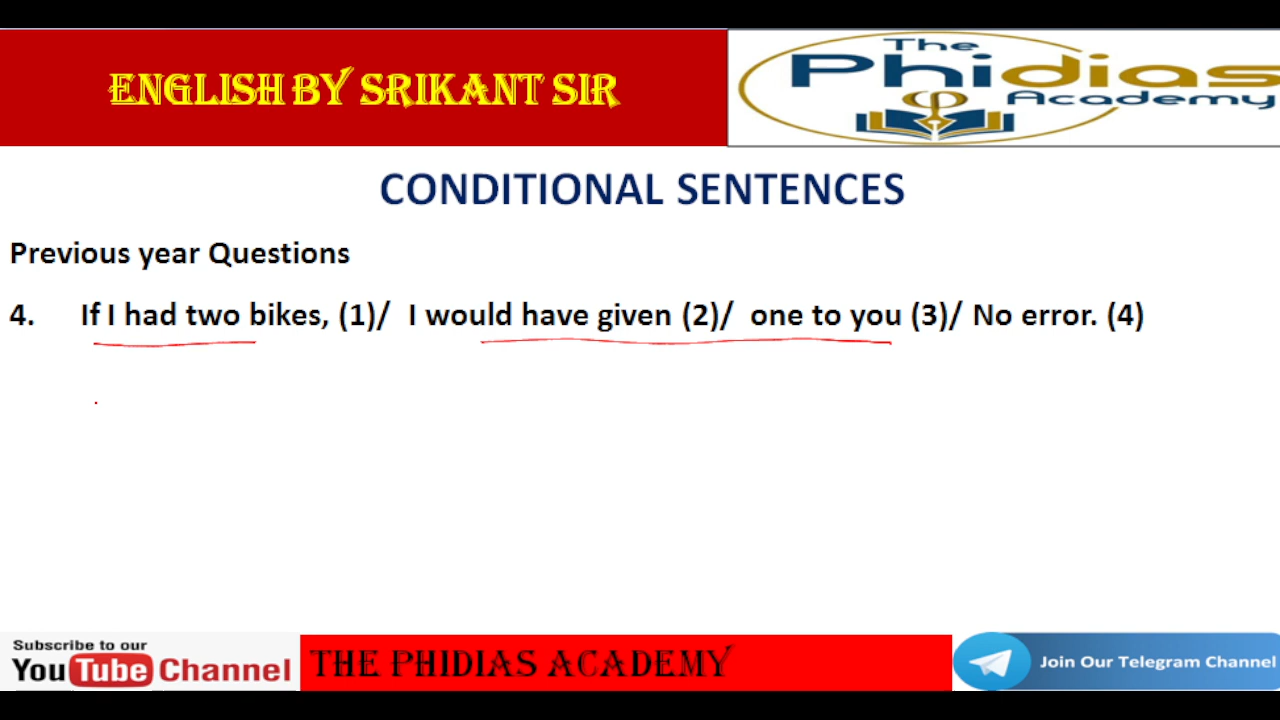 ENGLISH BY SRIKANT SIR
The
Phidias
Academy
CONDITIONAL SENTENCES
Previous year Questions
4. If I had two bikes, (1)/ I would have given (2)/ one to you (3)/ No error. (4)
Subscribe to our
YouTube Channel
THE PHIDIAS ACADEMY
Join Our Telegram Channel